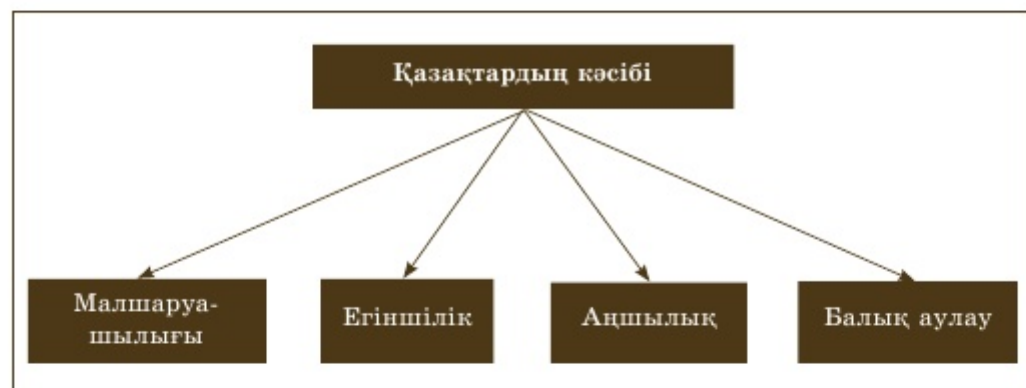 Қазақтардың кәсібі
Малшаруа-
шылығы
Егіншілік
Аңшылық
Балық аулау